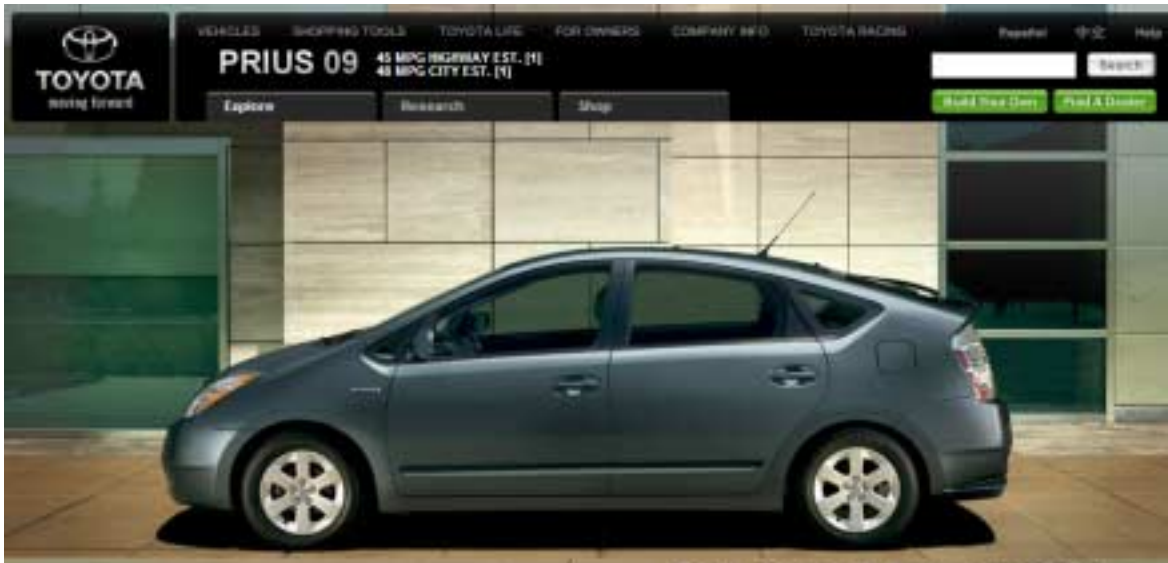 VEHICLES SHOPPING TOOLS TOYOTA LIFE FOR OWNERS COMPANY INFO TOYOTA RACING Español 中文 Help
TOYOTA
moving forward
PRIUS 09
45 MPG HIGHWAY EST. [1]
48 MPG CITY EST. [1]
Search
Explore Research Shop
Build Your Own Find A Dealer